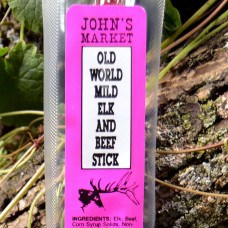 JOHN'S
MARKET
OLD
WORLD
MILD
ELK
AND
BEEF
STICK
INGREDIENTS: Elk, Beef,
Corn Syrup Solids, Non-